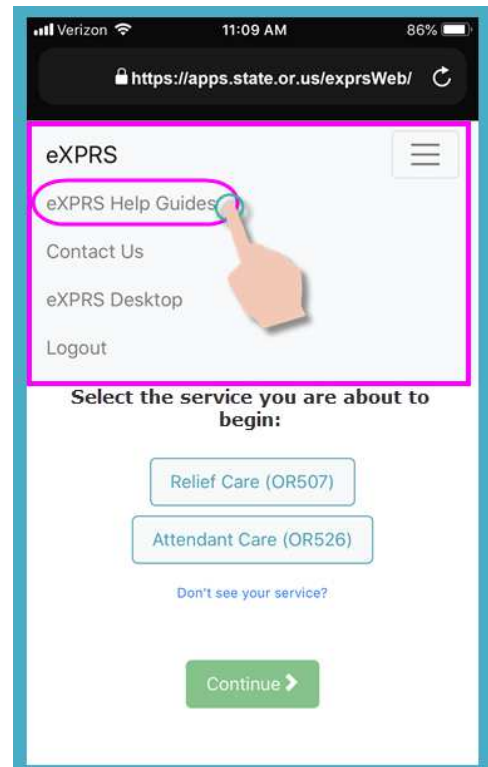 Verizon 11:09 AM 86%
https://apps.state.or.us/exprsWeb/
eXPRS
eXPRS Help Guides
Contact Us
eXPRS Desktop
Logout
Select the service you are about to
begin:
Relief Care (OR507)
Attendant Care (OR526)
Don't see your service?
Continue